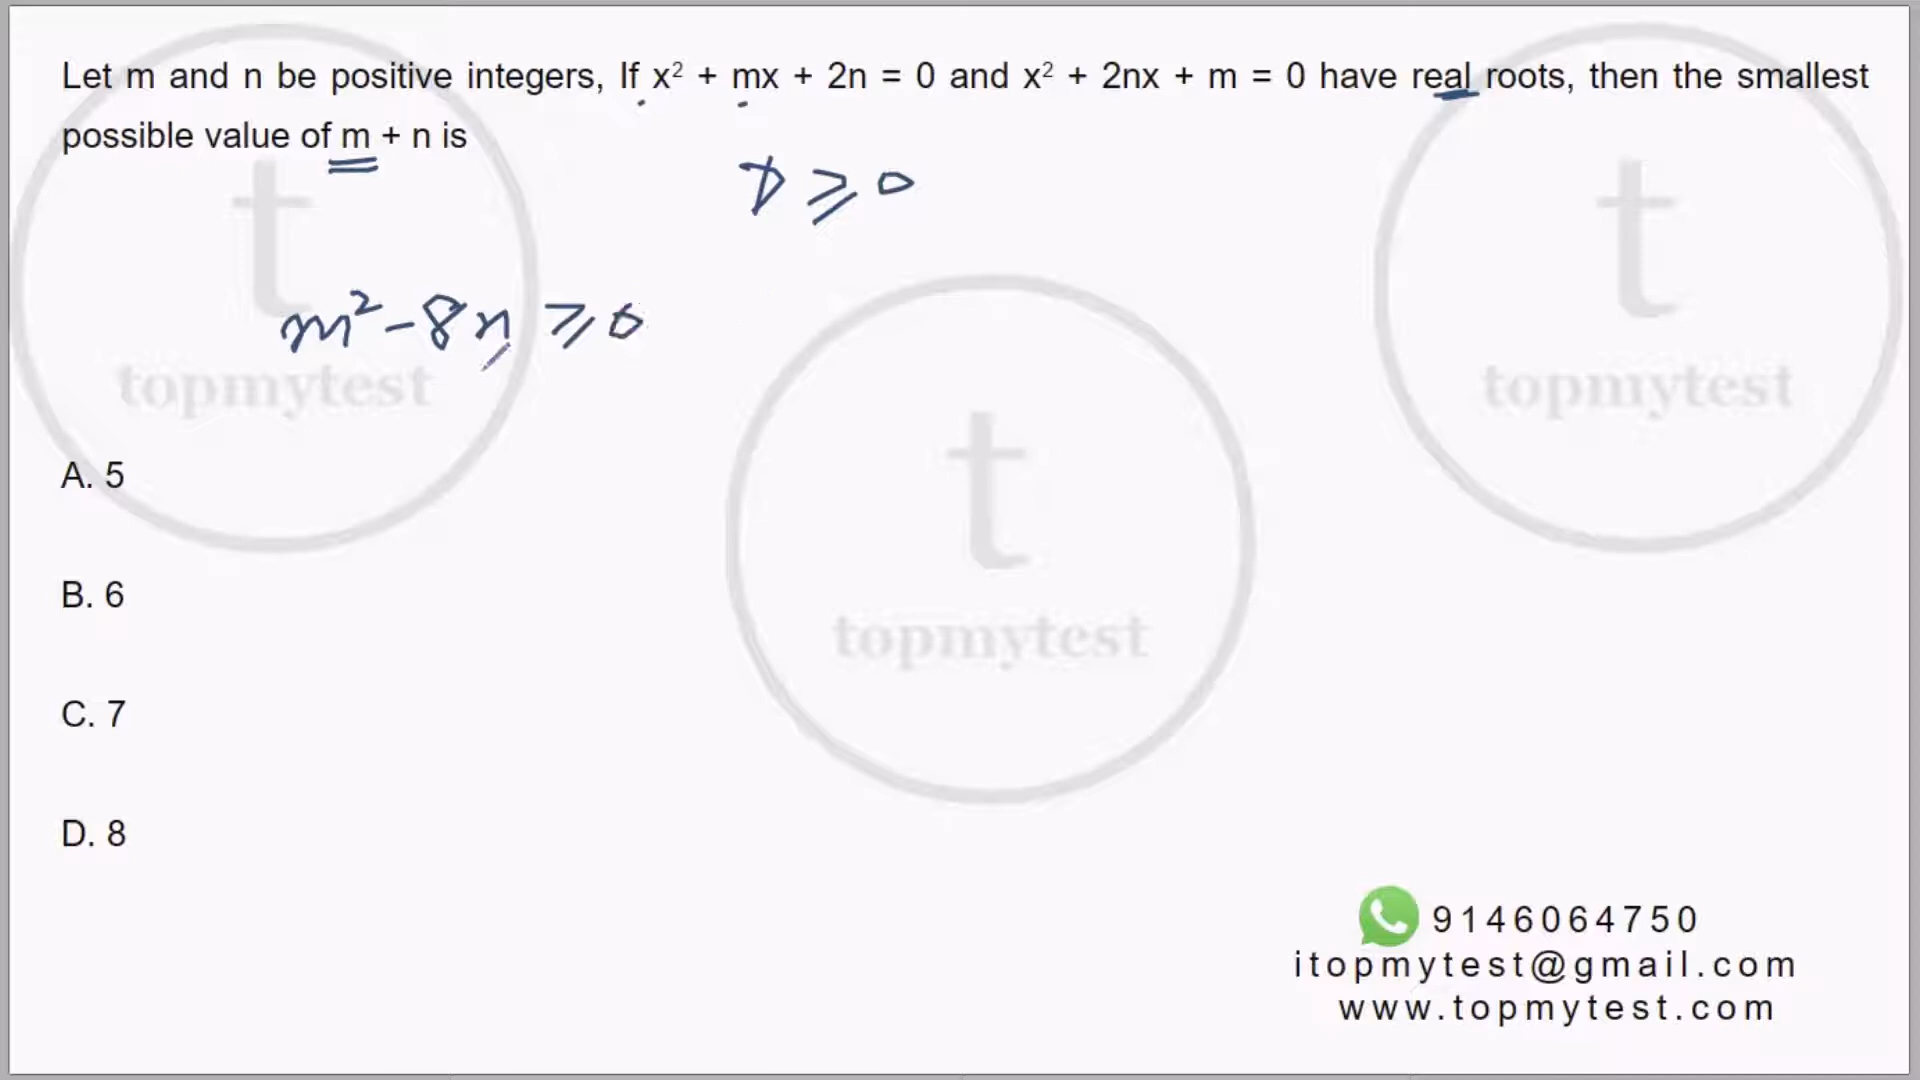 Let m and n be positive integers, If x² + mx + 2n = 0 and x² + 2nx + m = 0 have real roots, then the smallest
possible value of m + n is
D ≥ 0
m² - 8n ≥ 0
t
topmytest
t
topmytest
t
topmytest
A. 5
B. 6
C. 7
D. 8
9146064750
itopmytest@gmail.com
www.topmytest.com